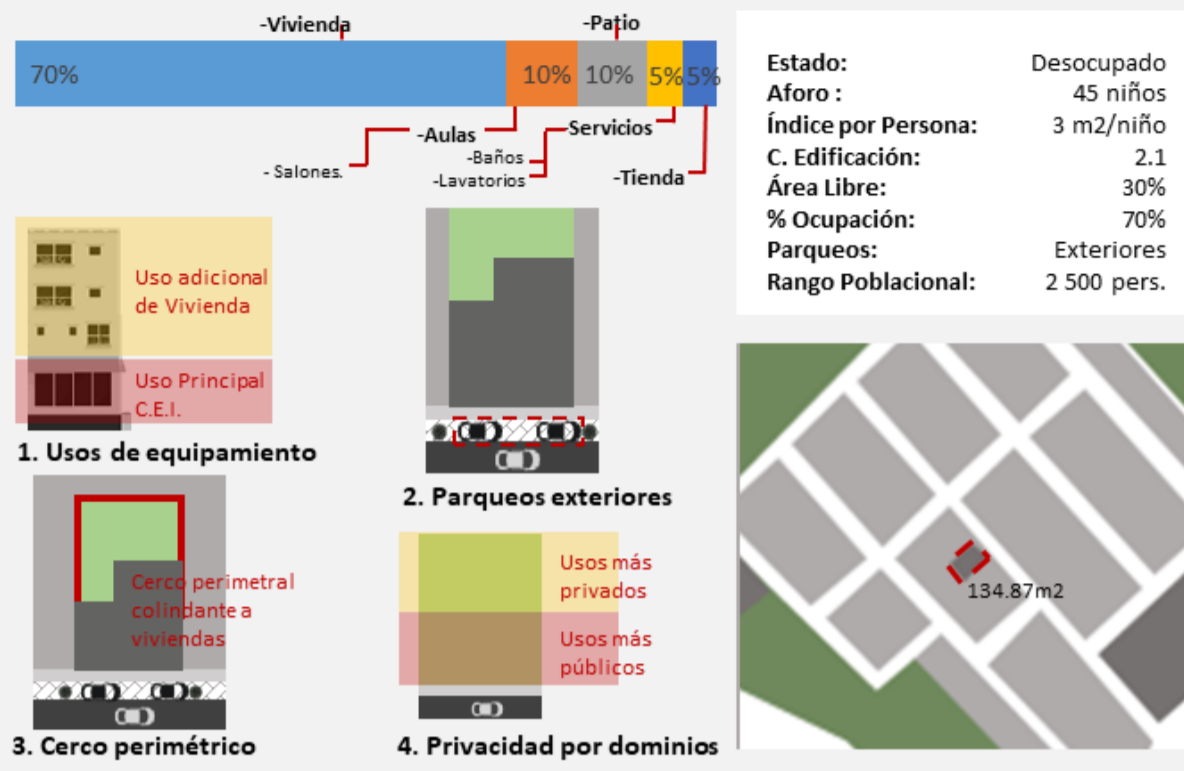 -Vivienda
-Patio
70%
10%
10%
5%
5%
-Aulas
-Servicios
- Salones.
-Baños
-Lavatorios
-Tienda
Estado: Desocupado
Aforo : 45 niños
Índice por Persona: 3 m2/niño
C. Edificación: 2.1
Área Libre: 30%
% Ocupación: 70%
Parqueos: Exteriores
Rango Poblacional: 2 500 pers.
Uso adicional
de Vivienda
Uso Principal
C.E.I.
1. Usos de equipamiento
2. Parqueos exteriores
Cerco perimetral
colindante a
viviendas
3. Cerco perimétrico
Usos más
privados
Usos más
públicos
4. Privacidad por dominios
134.87m2